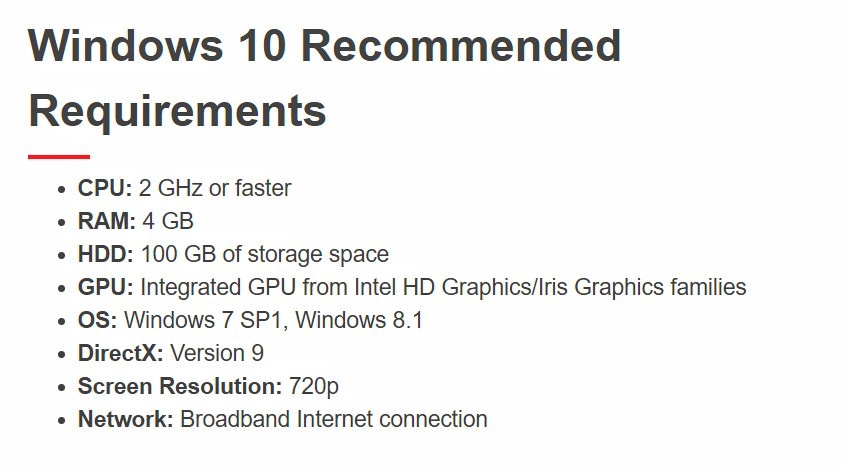 Windows 10 Recommended
Requirements
• CPU: 2 GHz or faster
• RAM: 4 GB
• HDD: 100 GB of storage space
• GPU: Integrated GPU from Intel HD Graphics/Iris Graphics families
• OS: Windows 7 SP1, Windows 8.1
• DirectX: Version 9
• Screen Resolution: 720p
• Network: Broadband Internet connection